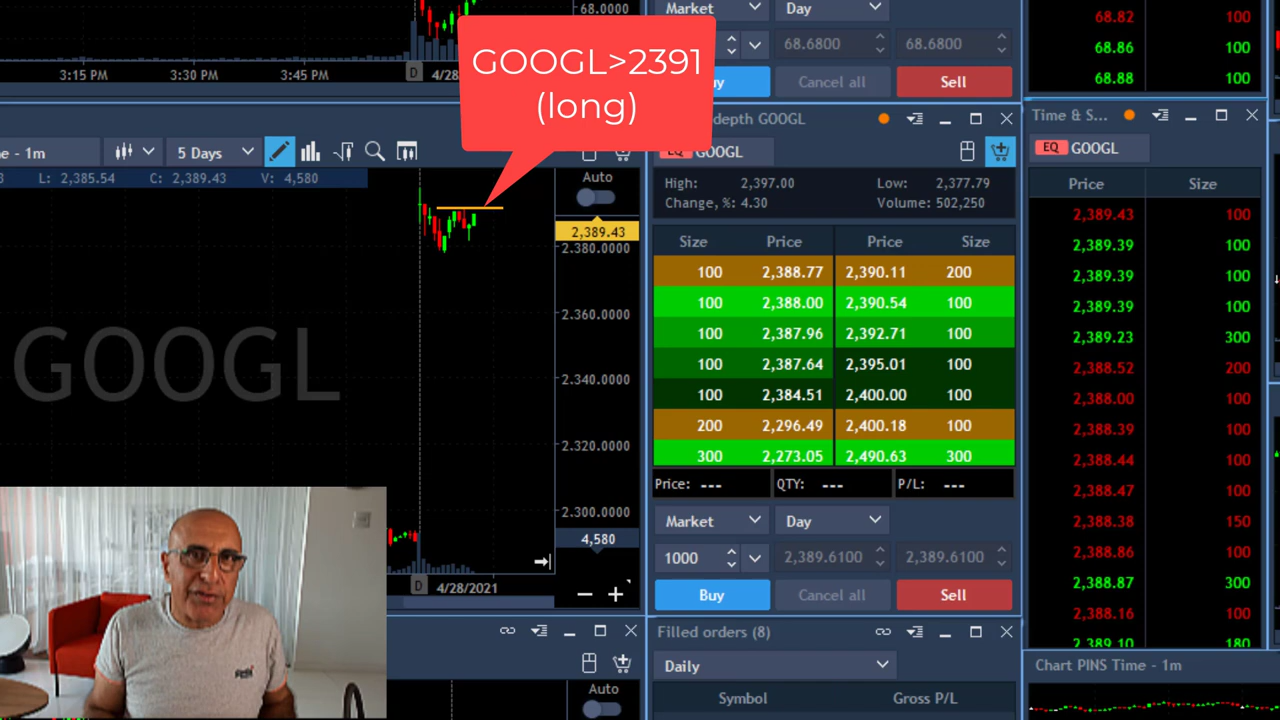 68.0000
3:15 PM 3:30 PM 3:45 PM D 4/28
Market Day
68.6800 68.6800
Cancel all Sell
68.82 100
68.86 100
68.88 100
GOOGL>2391
(long)
1m 5 Days
L: 2,385.54 C: 2,389.43 V: 4,580
Auto
2,389.43
2,380.0000
2,360.0000
2,340.0000
2,320.0000
2,300.0000
4,580
GOOGL
D 4/28/2021
depth GOOGL
EQ GOOGL
High: 2,397.00 Low: 2,377.79
Change, %: 4.30 Volume: 502,250
Size Price Price Size
100 2,388.77 2,390.11 200
100 2,388.00 2,390.54 100
100 2,387.96 2,392.71 100
100 2,387.64 2,395.01 100
100 2,384.51 2,400.00 100
200 2,296.49 2,400.18 100
300 2,273.05 2,490.63 300
Price: --- QTY: --- P/L: ---
Market Day
1000 2,389.6100 2,389.6100
Buy Cancel all Sell
Filled orders (8)
Daily
Symbol Gross P/L
Auto
Time & S...
EQ GOOGL
Price Size
2,389.43 100
2,389.39 100
2,389.39 100
2,389.39 100
2,389.23 300
2,388.52 200
2,388.00 100
2,388.39 100
2,388.44 100
2,388.47 100
2,388.38 150
2,388.86 100
2,388.87 300
2,388.16 100
2,389.10 180
Chart PINS Time - 1m